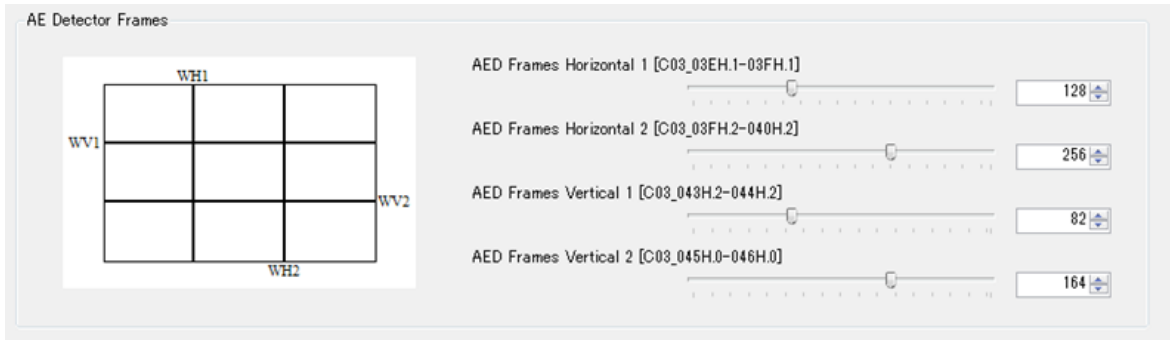 AE Detector Frames
WH1
WV1
WV2
WH2
AED Frames Horizontal 1 [C03_03EH.1-03FH.1]
128
AED Frames Horizontal 2 [C03_03FH.2-040H.2]
256
AED Frames Vertical 1 [C03_043H.2-044H.2]
82
AED Frames Vertical 2 [C03_045H.0-046H.0]
164